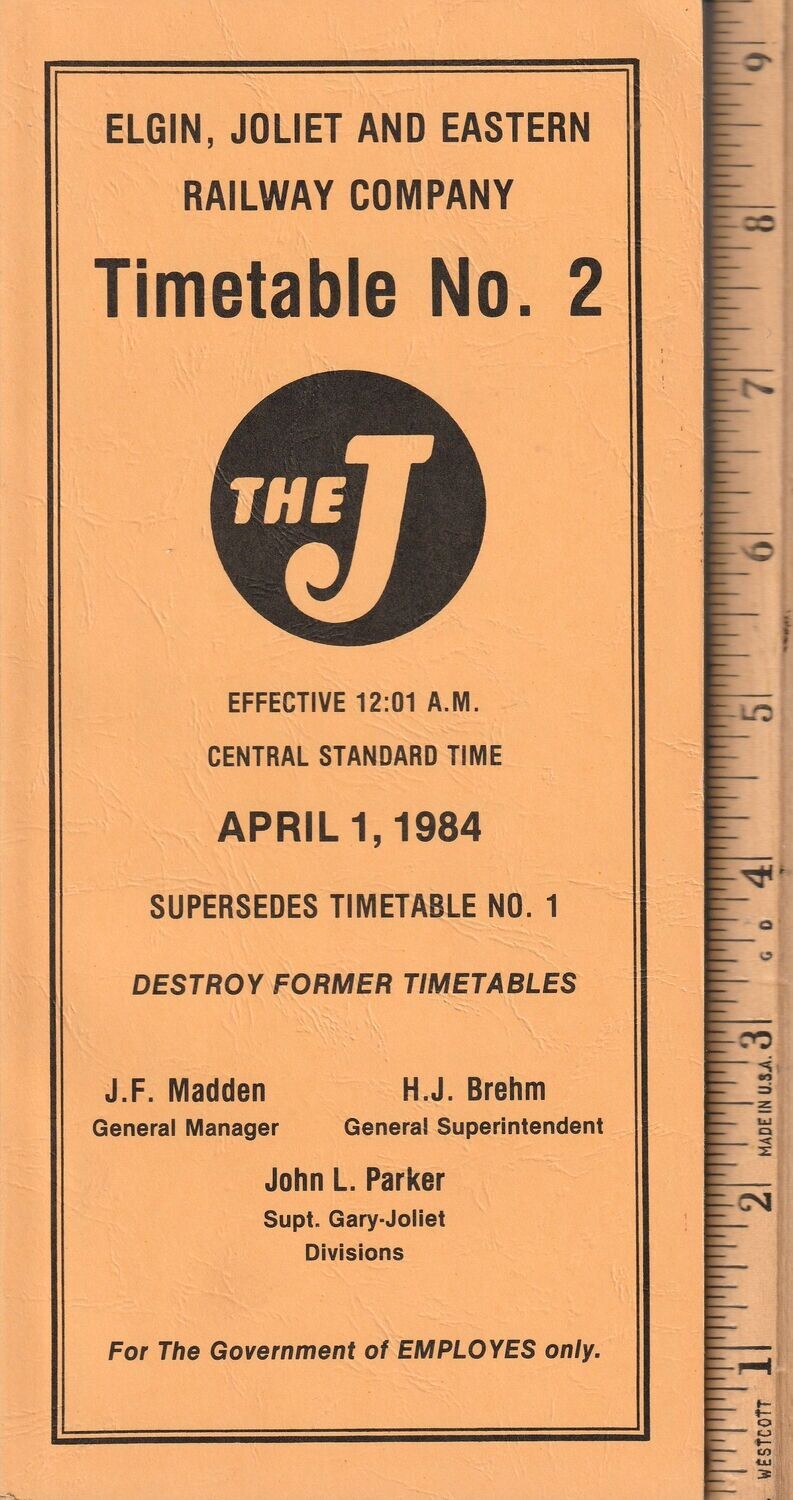 ELGIN, JOLIET AND EASTERN
RAILWAY COMPANY
Timetable No. 2
THE J
EFFECTIVE 12:01 A.M.
CENTRAL STANDARD TIME
APRIL 1, 1984
SUPERSEDES TIMETABLE NO. 1
DESTROY FORMER TIMETABLES
J.F. Madden
General Manager
H.J. Brehm
General Superintendent
John L. Parker
Supt. Gary-Joliet
Divisions
For The Government of EMPLOYES only.
WESTCOTT
1
2
MADE IN U.S.A.
3
G D
4
5
6
7
8
9